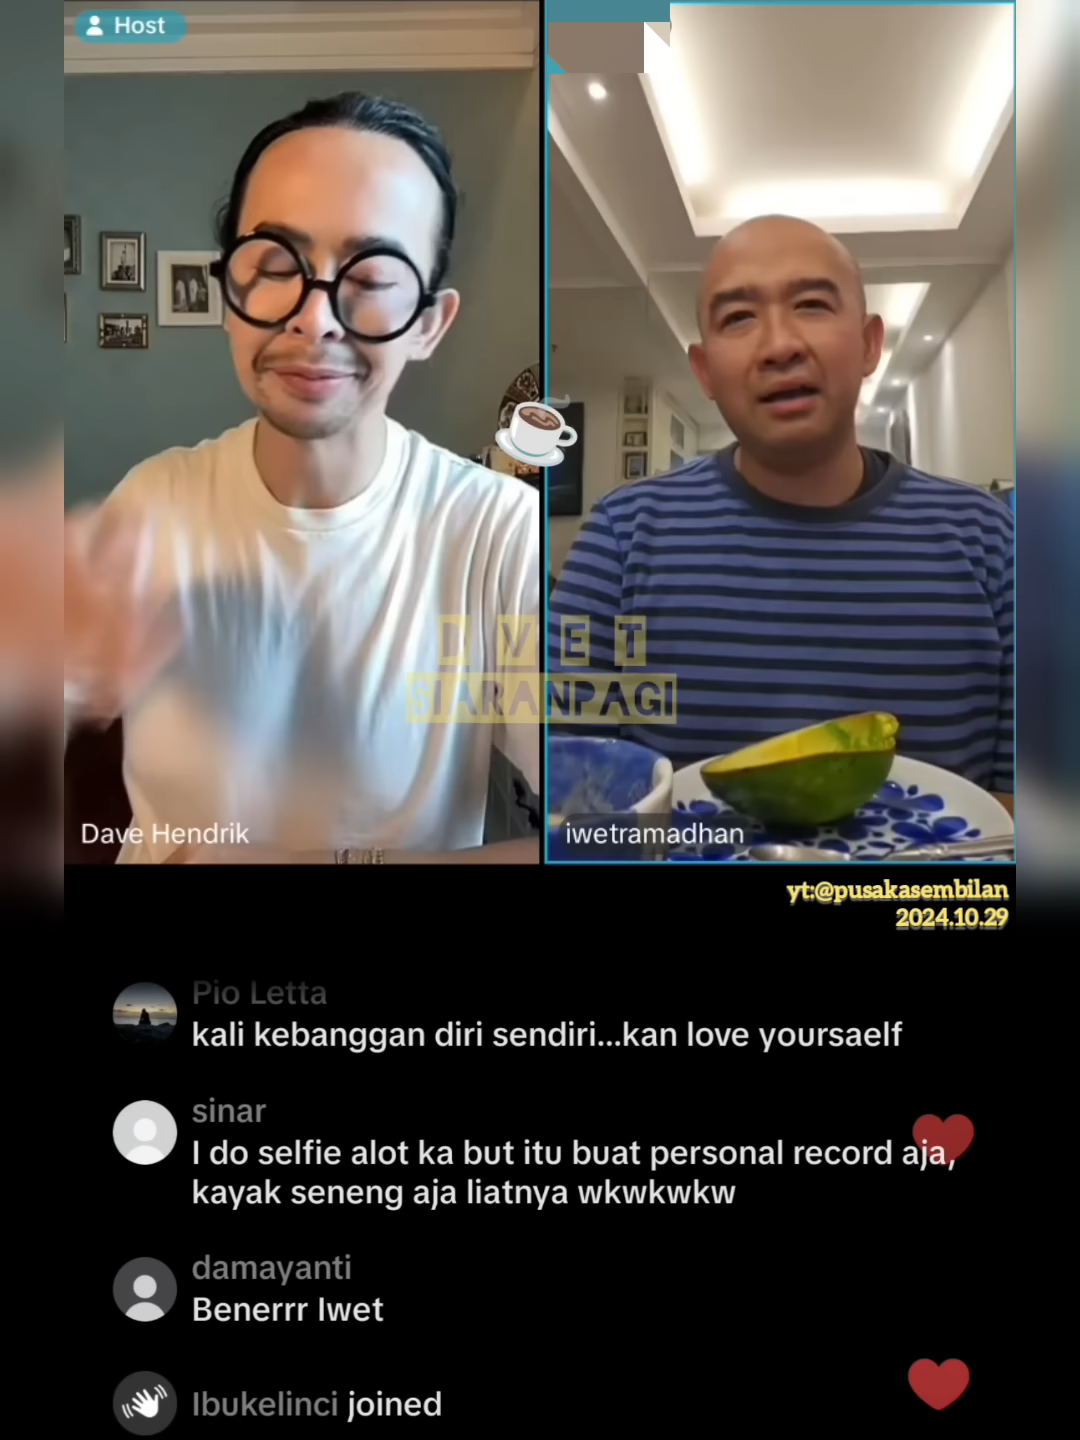 Host
D V E T
SIARANPAGI
Dave Hendrik
iwetramadhan
yt:@pusakasembilan
2024.10.29
Pio Letta
kali kebanggan diri sendiri...kan love yoursaelf
sinar
I do selfie alot ka but itu buat personal record aja,
kayak seneng aja liatnya wkwkwkw
damayanti
Benerrr Iwet
Ibukelinci joined